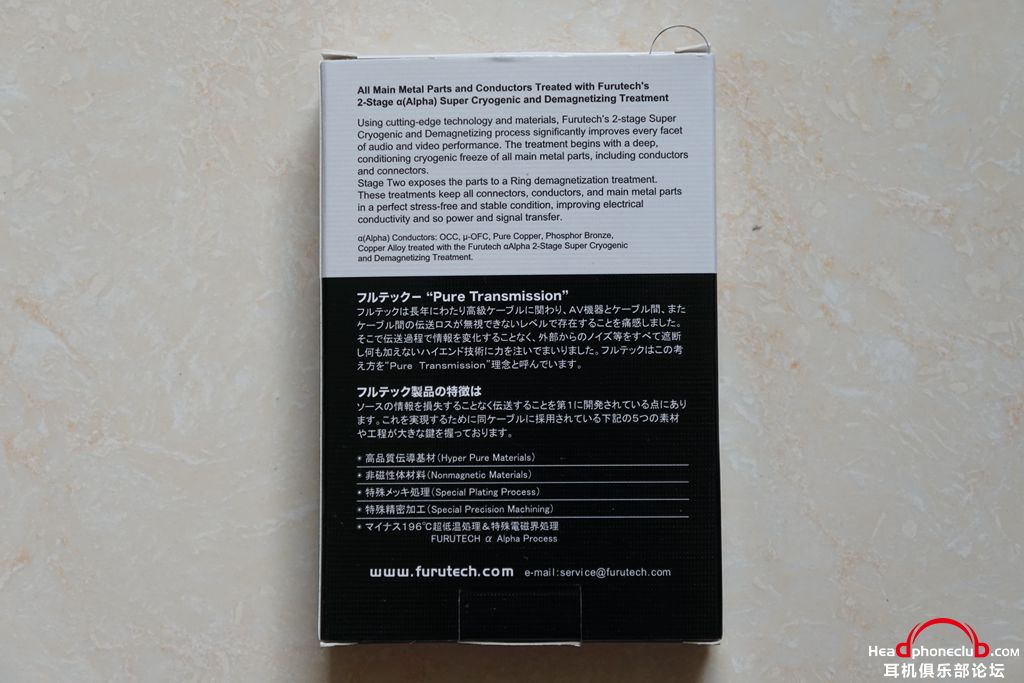 All Main Metal Parts and Conductors Treated with Furutech's
2-Stage α(Alpha) Super Cryogenic and Demagnetizing Treatment
Using cutting-edge technology and materials, Furutech's 2-stage Super
Cryogenic and Demagnetizing process significantly improves every facet
of audio and video performance. The treatment begins with a deep,
conditioning cryogenic freeze of all main metal parts, including conductors
and connectors.
Stage Two exposes the parts to a Ring demagnetization treatment.
These treatments keep all connectors, conductors, and main metal parts
in a perfect stress-free and stable condition, improving electrical
conductivity and so power and signal transfer.
α(Alpha) Conductors: OCC, μ-OFC, Pure Copper, Phosphor Bronze,
Copper Alloy treated with the Furutech αAlpha 2-Stage Super Cryogenic
and Demagnetizing Treatment.
フルテックー “Pure Transmission”
フルテックは長年にわたり高級ケーブルに関わり、AV機器とケーブル間、また
ケーブル間の伝送ロスが無視できないレベルで存在することを痛感しました。
そこで伝送過程で情報を変化することなく、外部からのノイズ等をすべて遮断
し何も加えないハイエンド技術に力を注いでまいりました。フルテックはこの考
え方を“Pure Transmission”理念と呼んでいます。
フルテック製品の特徴は
ソースの情報を損失することなく伝送することを第1に開発されている点にあり
ます。これを実現するために同ケーブルに採用されている下記の5つの素材
や工程が大きな鍵を握っております。
* 高品質伝導基材(Hyper Pure Materials)
* 非磁性体材料(Nonmagnetic Materials)
* 特殊メッキ処理(Special Plating Process)
* 特殊精密加工(Special Precision Machining)
* マイナス196℃超低温処理&特殊電磁界処理
FURUTECH α Alpha Process
www.furutech.com e-mail:service@furutech.com
HeadphoneclubD.COM
耳机俱乐部论坛